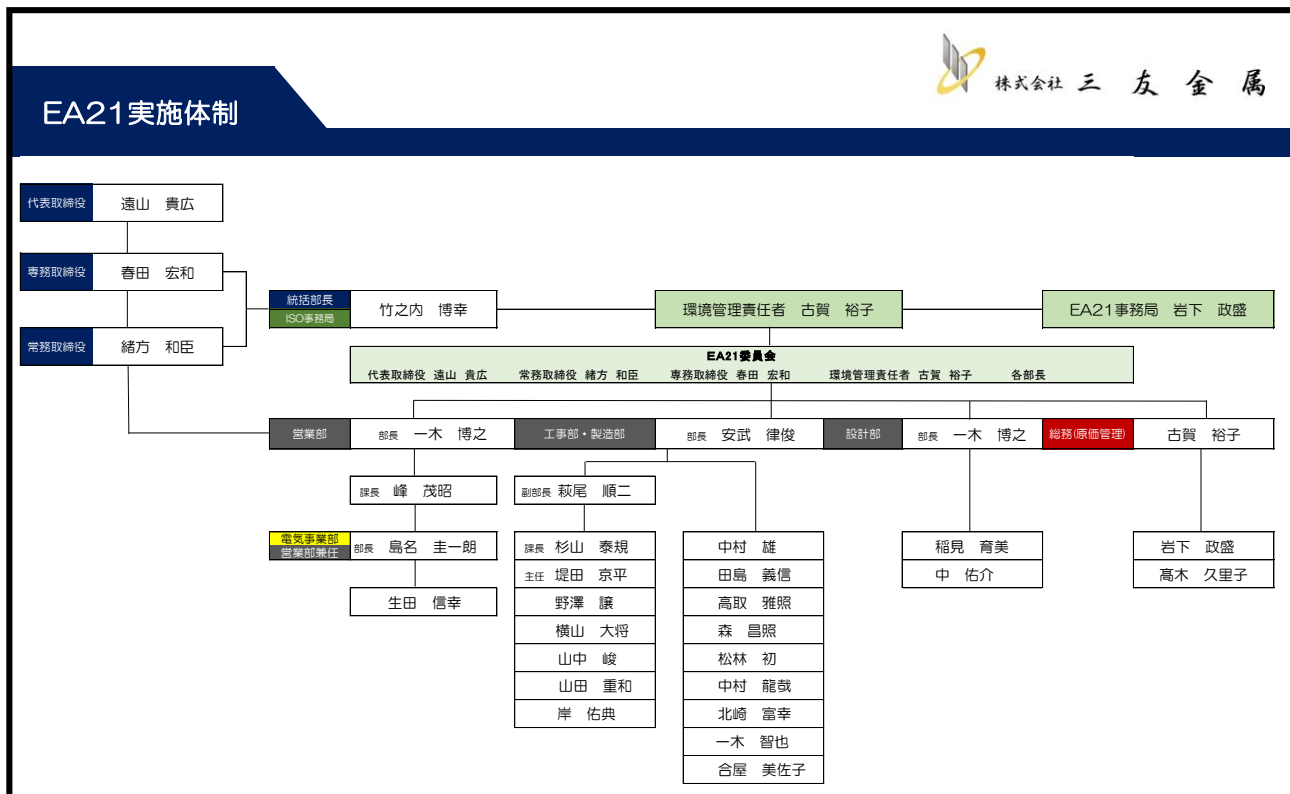 株式会社 三友金属
EA21実施体制
代表取締役 遠山 貴広
専務取締役 春田 宏和
統括部長
ISO事務局
竹之内 博幸
環境管理責任者 古賀 裕子
EA21事務局 岩下 政盛
常務取締役 緒方 和臣
EA21委員会
代表取締役 遠山 貴広 常務取締役 緒方 和臣 専務取締役 春田 宏和 環境管理責任者 古賀 裕子 各部長
営業部 部長 一木 博之 工事部・製造部 部長 安武 律俊 設計部 部長 一木 博之 総務(原価管理) 古賀 裕子
課長 峰 茂昭 副部長 萩尾 順二
電気事業部
営業部兼任
部長 島名 圭一朗 課長 杉山 泰規 中村 雄 稲見 育美 岩下 政盛
主任 堤田 京平 田島 義信 中 佑介 髙木 久里子
生田 信幸 野澤 譲 高取 雅照
横山 大将 森 昌照
山中 峻 松林 初
山田 重和 中村 龍哉
岸 佑典 北崎 富幸
一木 智也
合屋 美佐子